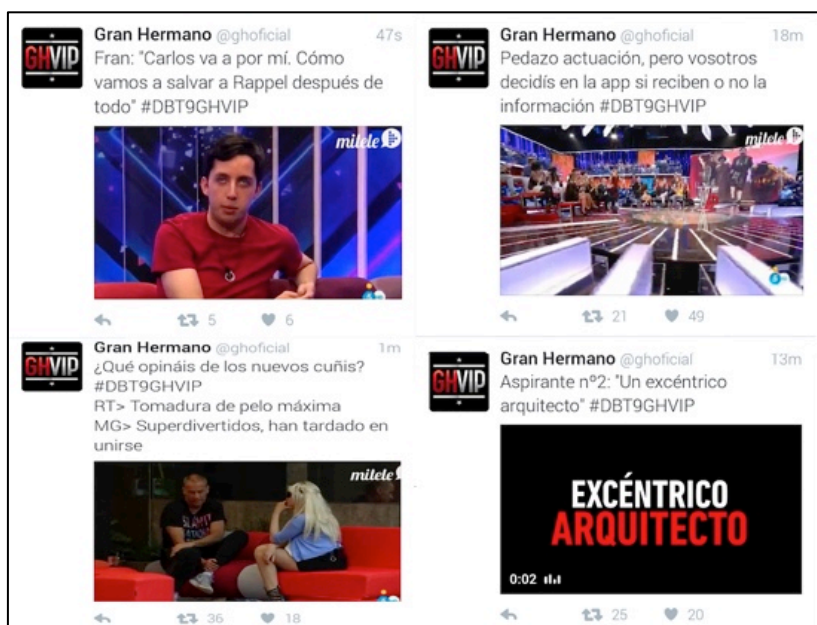 GHVIP
Gran Hermano @ghoficial 47s
Fran: "Carlos va a por mí. Cómo
vamos a salvar a Rappel después de
todo" #DBT9GHVIP
mitele
5 6
GHVIP
Gran Hermano @ghoficial 18m
Pedazo actuación, pero vosotros
decidís en la app si reciben o no la
información #DBT9GHVIP
mitele
21 49
GHVIP
Gran Hermano @ghoficial 1m
¿Qué opináis de los nuevos cuñis?
#DBT9GHVIP
RT> Tomadura de pelo máxima
MG> Superdivertidos, han tardado en
unirse
mitele
36 18
GHVIP
Gran Hermano @ghoficial 13m
Aspirante nº2: "Un excéntrico
arquitecto" #DBT9GHVIP
EXCÉNTRICO
ARQUITECTO
0:02
25 20